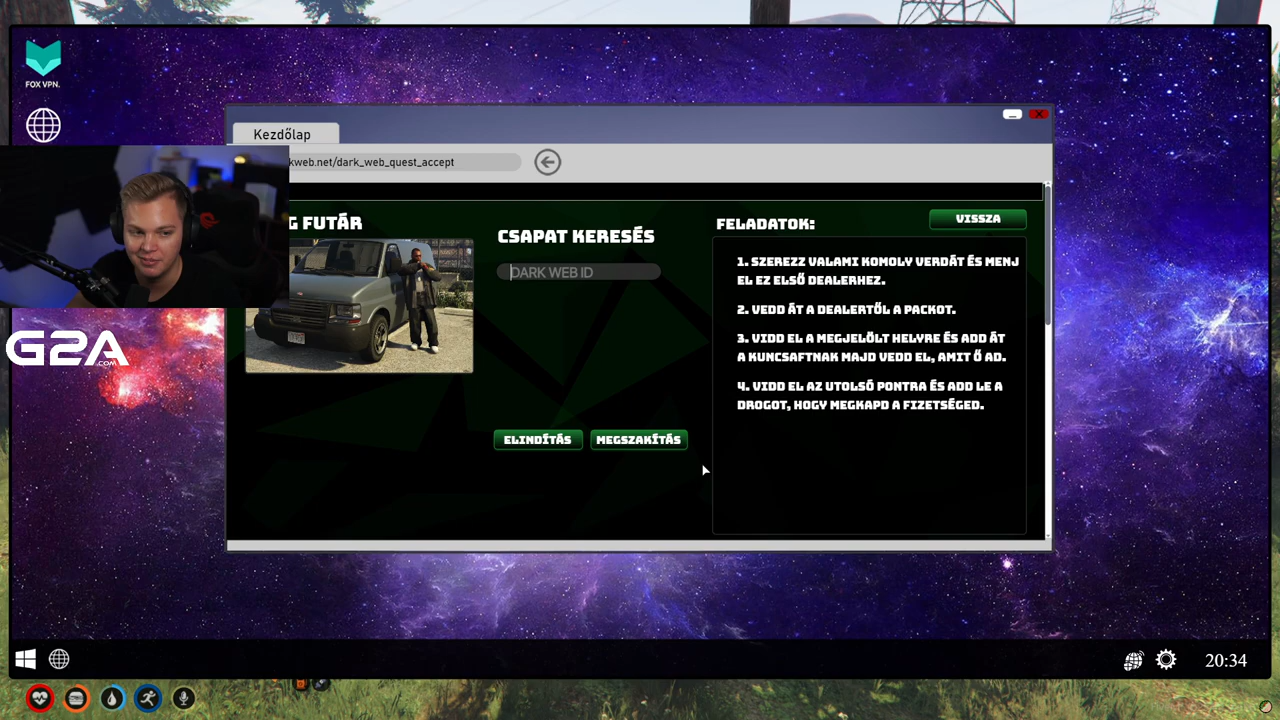 FOX VPN.
Kezdőlap
kweb.net/dark_web_quest_accept
G FUTÁR
CSAPAT KERESÉS
DARK WEB ID
ELINDÍTÁS
MEGSZAKÍTÁS
FELADATOK:
VISSZA
1. SZEREZZ VALAMI KOMOLY VERDÁT ÉS MENJ
EL EZ ELSŐ DEALERHEZ.
2. VEDD ÁT A DEALERTŐL A PACKOT.
3. VIDD EL A MEGJELÖLT HELYRE ÉS ADD ÁT
A KUNCSAFTNAK MAJD VEDD EL, AMIT Ő AD.
4. VIDD EL AZ UTOLSÓ PONTRA ÉS ADD LE A
DROGOT, HOGY MEGKAPD A FIZETSÉGED.
G2A
.COM
20:34